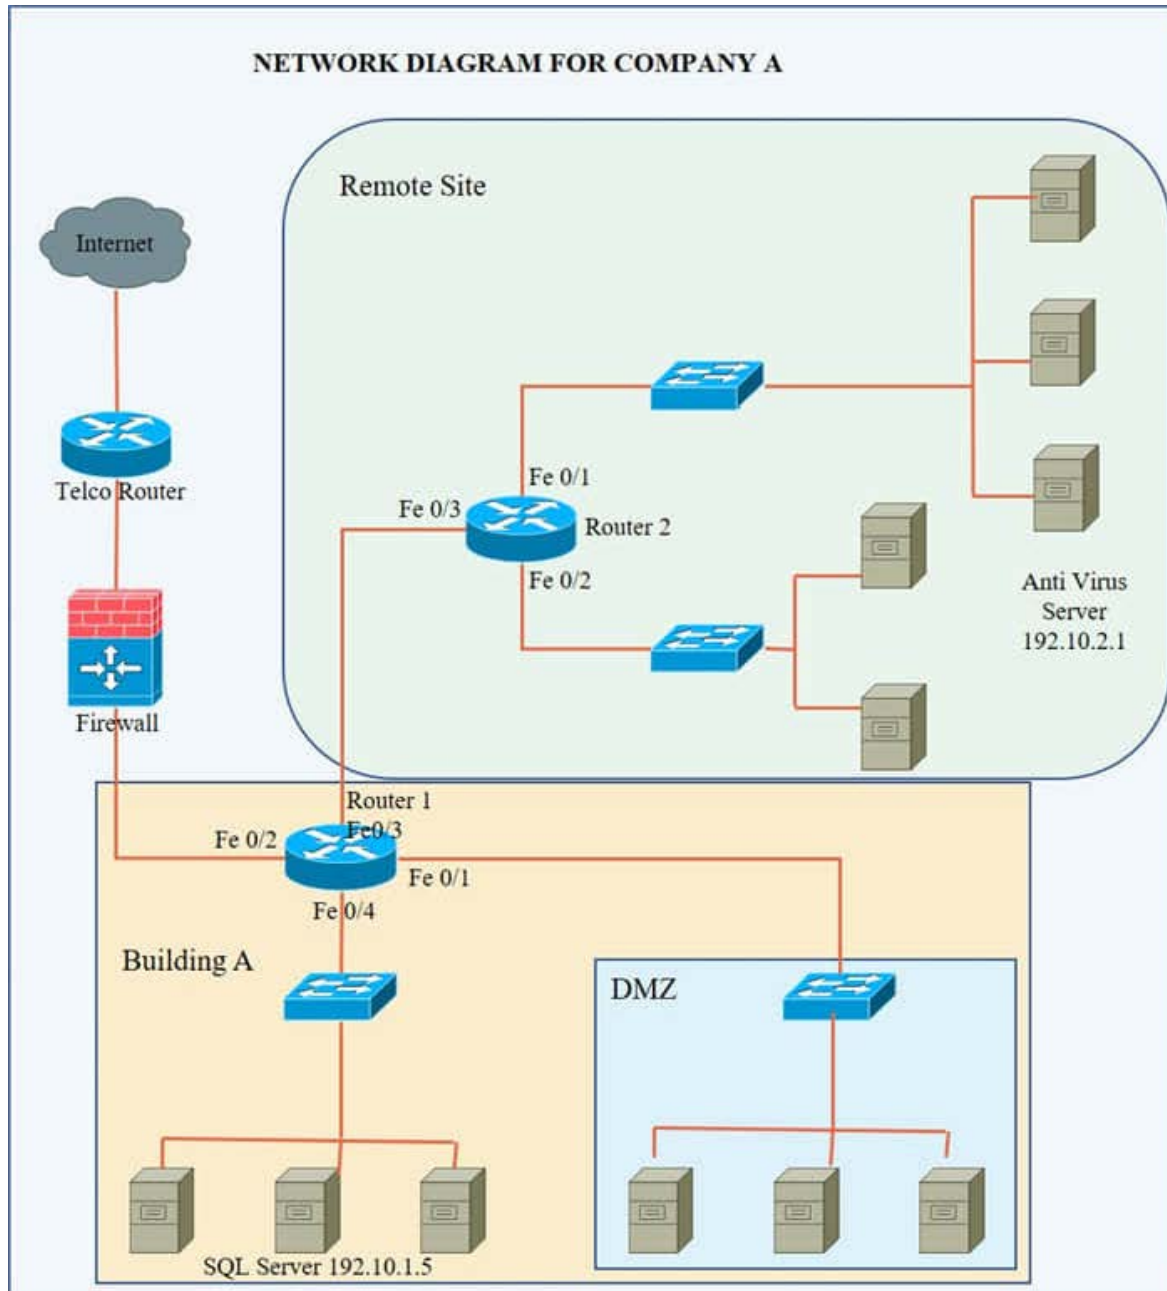 NETWORK DIAGRAM FOR COMPANY A
Remote Site
Internet
Telco Router
Fe 0/1
Fe 0/3
Router 2
Fe 0/2
Anti Virus
Server
192.10.2.1
Firewall
Router 1
Fe0/3
Fe 0/2
Fe 0/1
Fe 0/4
Building A
DMZ
SQL Server 192.10.1.5